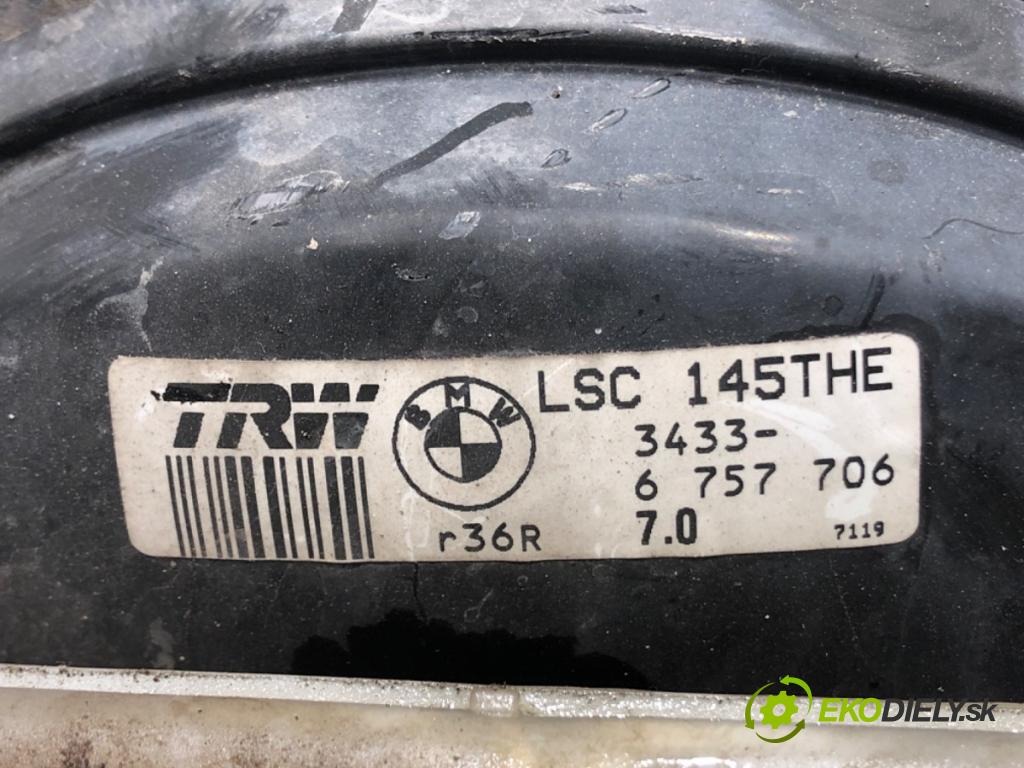 TRW
BMW
LSC 145THE
3433-
6 757 706
r36R
7.0
7119
EKODIELY.SK